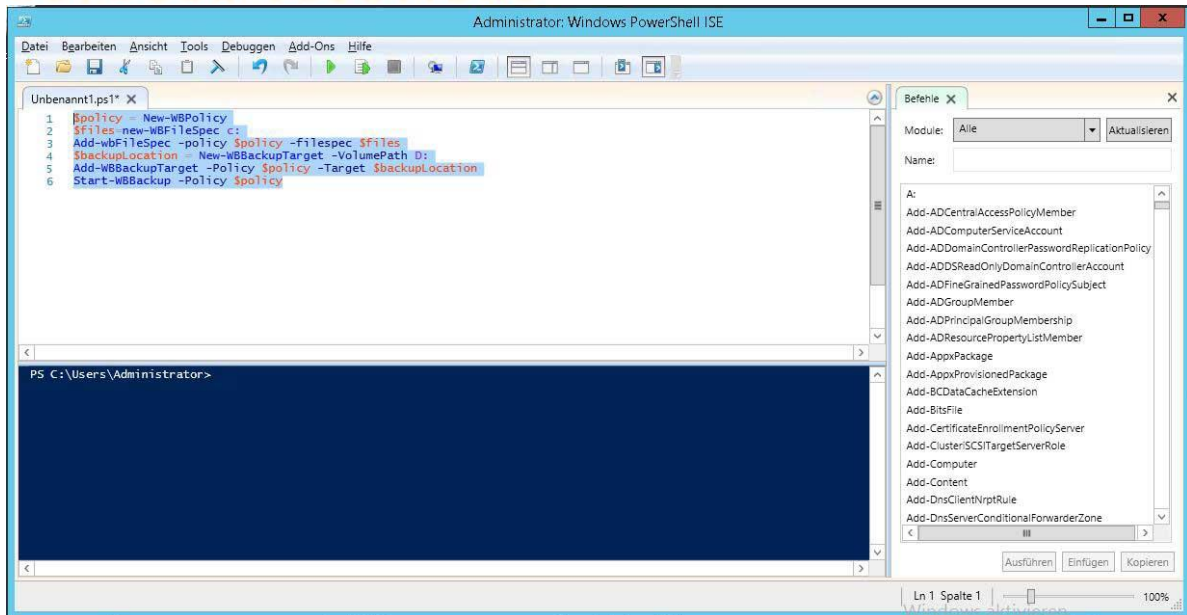 Administrator: Windows PowerShell ISE
Datei Bearbeiten Ansicht Tools Debuggen Add-Ons Hilfe
Unbenannt1.ps1* X
1 $policy = New-WBPolicy
2 $files=new-WBFileSpec c:
3 Add-wbFileSpec -policy $policy -filespec $files
4 $backupLocation = New-WBBackupTarget -VolumePath D:
5 Add-WBBackupTarget -Policy $policy -Target $backupLocation
6 Start-WBBackup -Policy $policy
PS C:\Users\Administrator>
Befehle X
Module: Alle Aktualisieren
Name:
A:
Add-ADCentralAccessPolicyMember
Add-ADComputerServiceAccount
Add-ADDomainControllerPasswordReplicationPolicy
Add-ADDSReadOnlyDomainControllerAccount
Add-ADFineGrainedPasswordPolicySubject
Add-ADGroupMember
Add-ADPrincipalGroupMembership
Add-ADResourcePropertyListMember
Add-AppxPackage
Add-AppxProvisionedPackage
Add-BCDataCacheExtension
Add-BitsFile
Add-CertificateEnrollmentPolicyServer
Add-ClusteriSCSITargetServerRole
Add-Computer
Add-Content
Add-DnsClientNrptRule
Add-DnsServerConditionalForwarderZone
Ausführen Einfügen Kopieren
Ln 1 Spalte 1 100%
Windows aktivieren